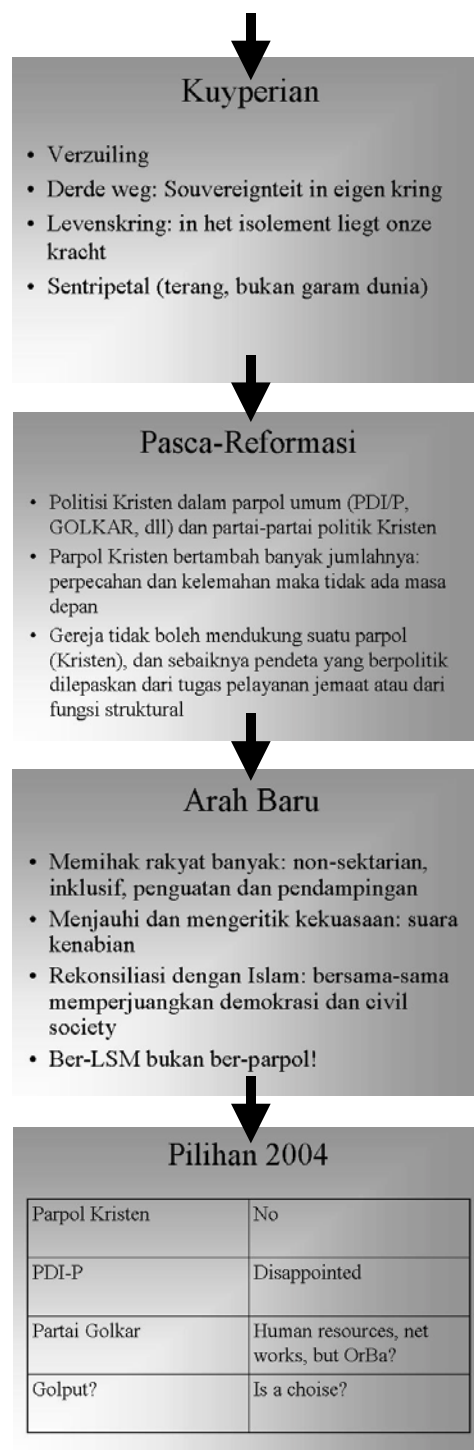 Kuyperian
• Verzuiling
• Derde weg: Souvereignteit in eigen kring
• Levenskring: in het isolement liegt onze
kracht
• Sentripetal (terang, bukan garam dunia)
Pasca-Reformasi
• Politisi Kristen dalam parpol umum (PDI/P,
GOLKAR, dll) dan partai-partai politik Kristen
• Parpol Kristen bertambah banyak jumlahnya:
perpecahan dan kelemahan maka tidak ada masa
depan
• Gereja tidak boleh mendukung suatu parpol
(Kristen), dan sebaiknya pendeta yang berpolitik
dilepaskan dari tugas pelayanan jemaat atau dari
fungsi struktural
Arah Baru
• Memihak rakyat banyak: non-sektarian,
inklusif, penguatan dan pendampingan
• Menjauhi dan mengeritik kekuasaan: suara
kenabian
• Rekonsiliasi dengan Islam: bersama-sama
memperjuangkan demokrasi dan civil
society
• Ber-LSM bukan ber-parpol!
Pilihan 2004
Parpol Kristen No
PDI-P Disappointed
Partai Golkar Human resources, net
works, but OrBa?
Golput? Is a choise?